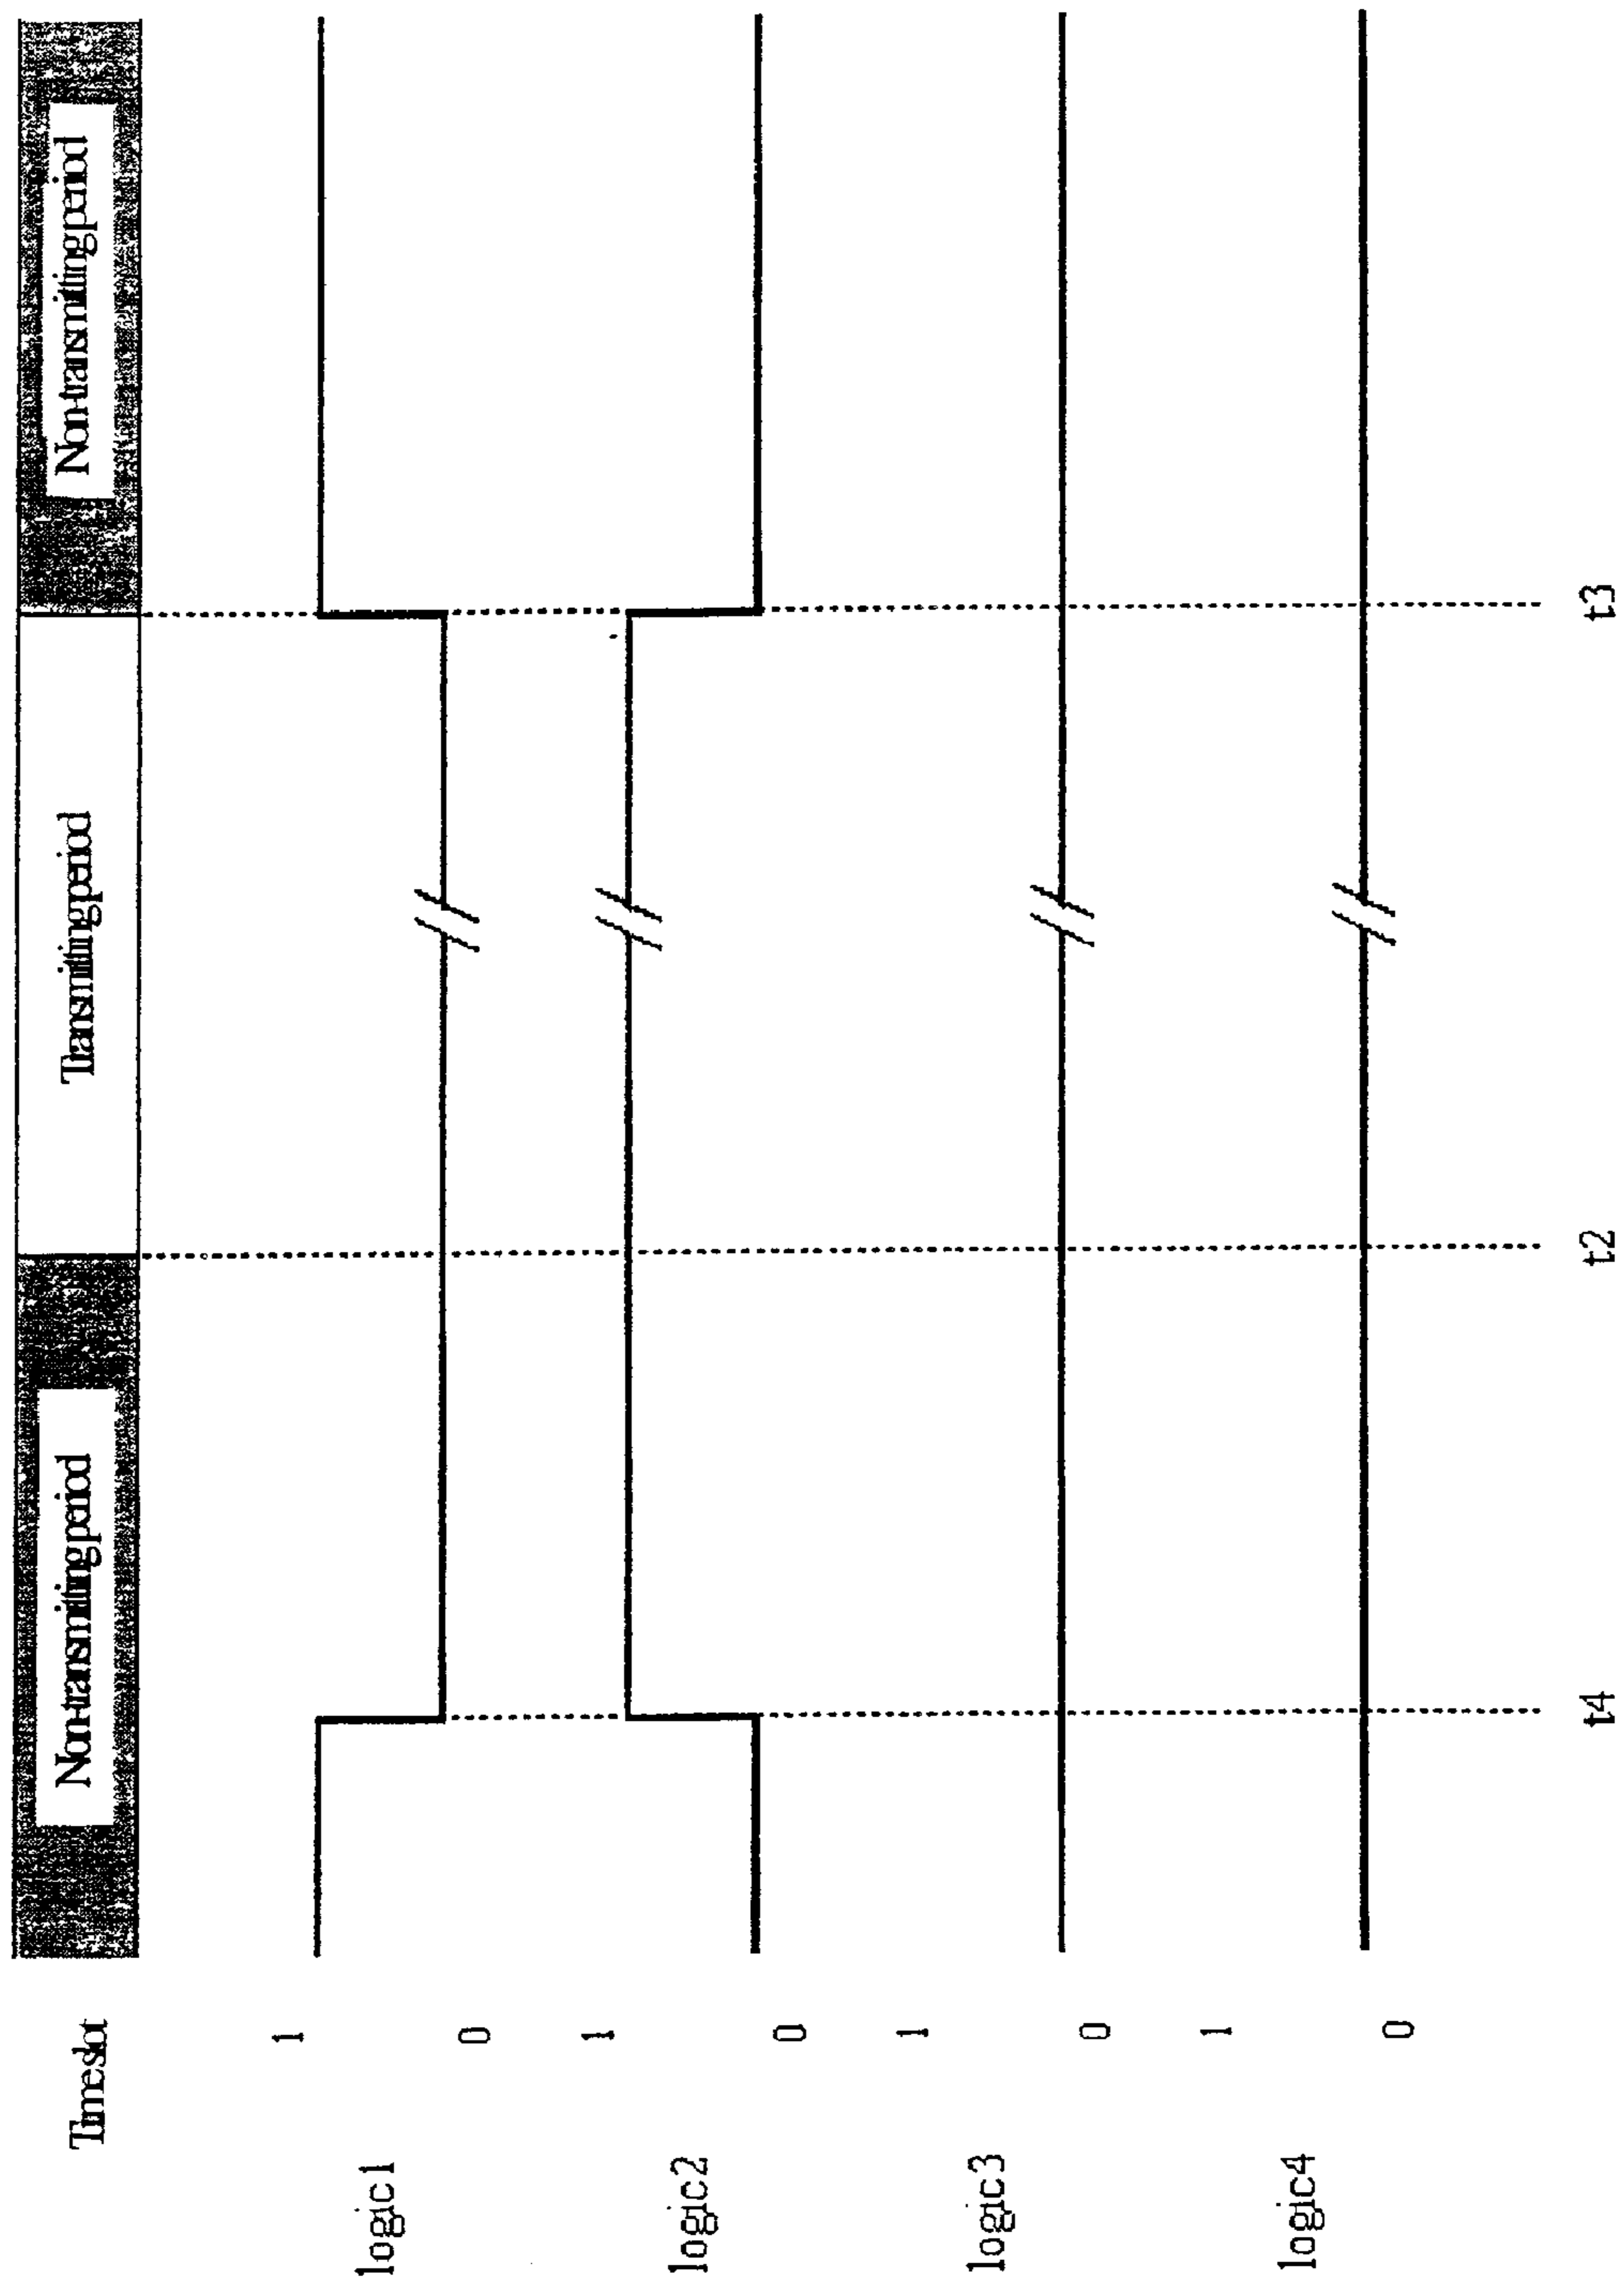 Timeslot
Non-transmitting period
Transmitting period
Non-transmitting period
logic1
1
0
logic2
1
0
logic3
1
0
logic4
1
0
t4
t2
t3